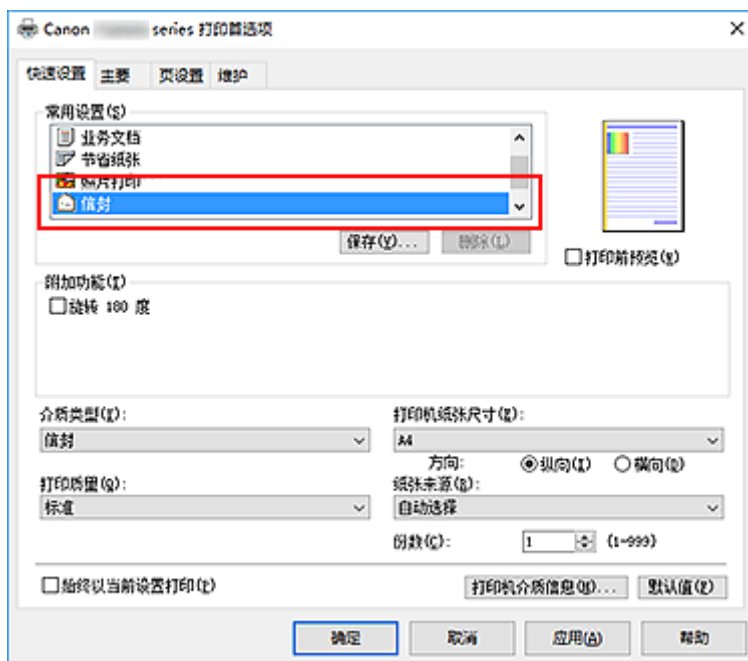 Canon series 打印首选项
快速设置 主要 页设置 维护
常用设置(S)
业务文档
节省纸张
照片打印
信封
保存(V)... 删除(L)
打印前预览(W)
附加功能(I)
旋转 180 度
介质类型(Y):
信封
打印机纸张尺寸(Z):
A4
方向: 纵向(I) 横向(D)
打印质量(Q):
标准
纸张来源(B):
自动选择
份数(C): 1 (1-999)
始终以当前设置打印(P)
打印机介质信息(M)... 默认值(Z)
确定 取消 应用(A) 帮助